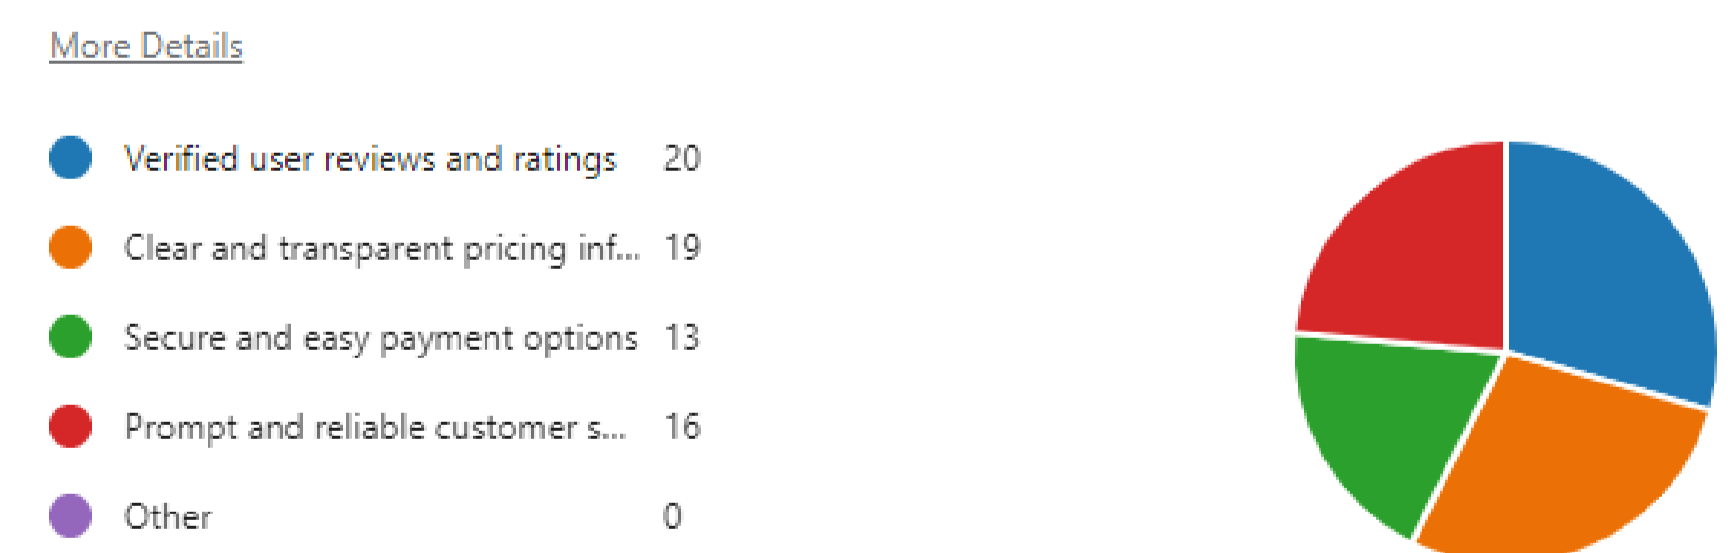 More Details
Verified user reviews and ratings 20
Clear and transparent pricing inf... 19
Secure and easy payment options 13
Prompt and reliable customer s... 16
Other 0